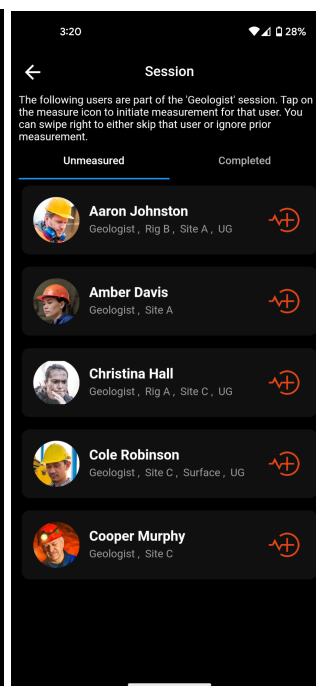 3:20
28%
Session
The following users are part of the 'Geologist' session. Tap on
the measure icon to initiate measurement for that user. You
can swipe right to either skip that user or ignore prior
measurement.
Unmeasured Completed
Aaron Johnston
Geologist , Rig B , Site A , UG
Amber Davis
Geologist , Site A
Christina Hall
Geologist , Rig A , Site C , UG
Cole Robinson
Geologist , Site C , Surface , UG
Cooper Murphy
Geologist , Site C